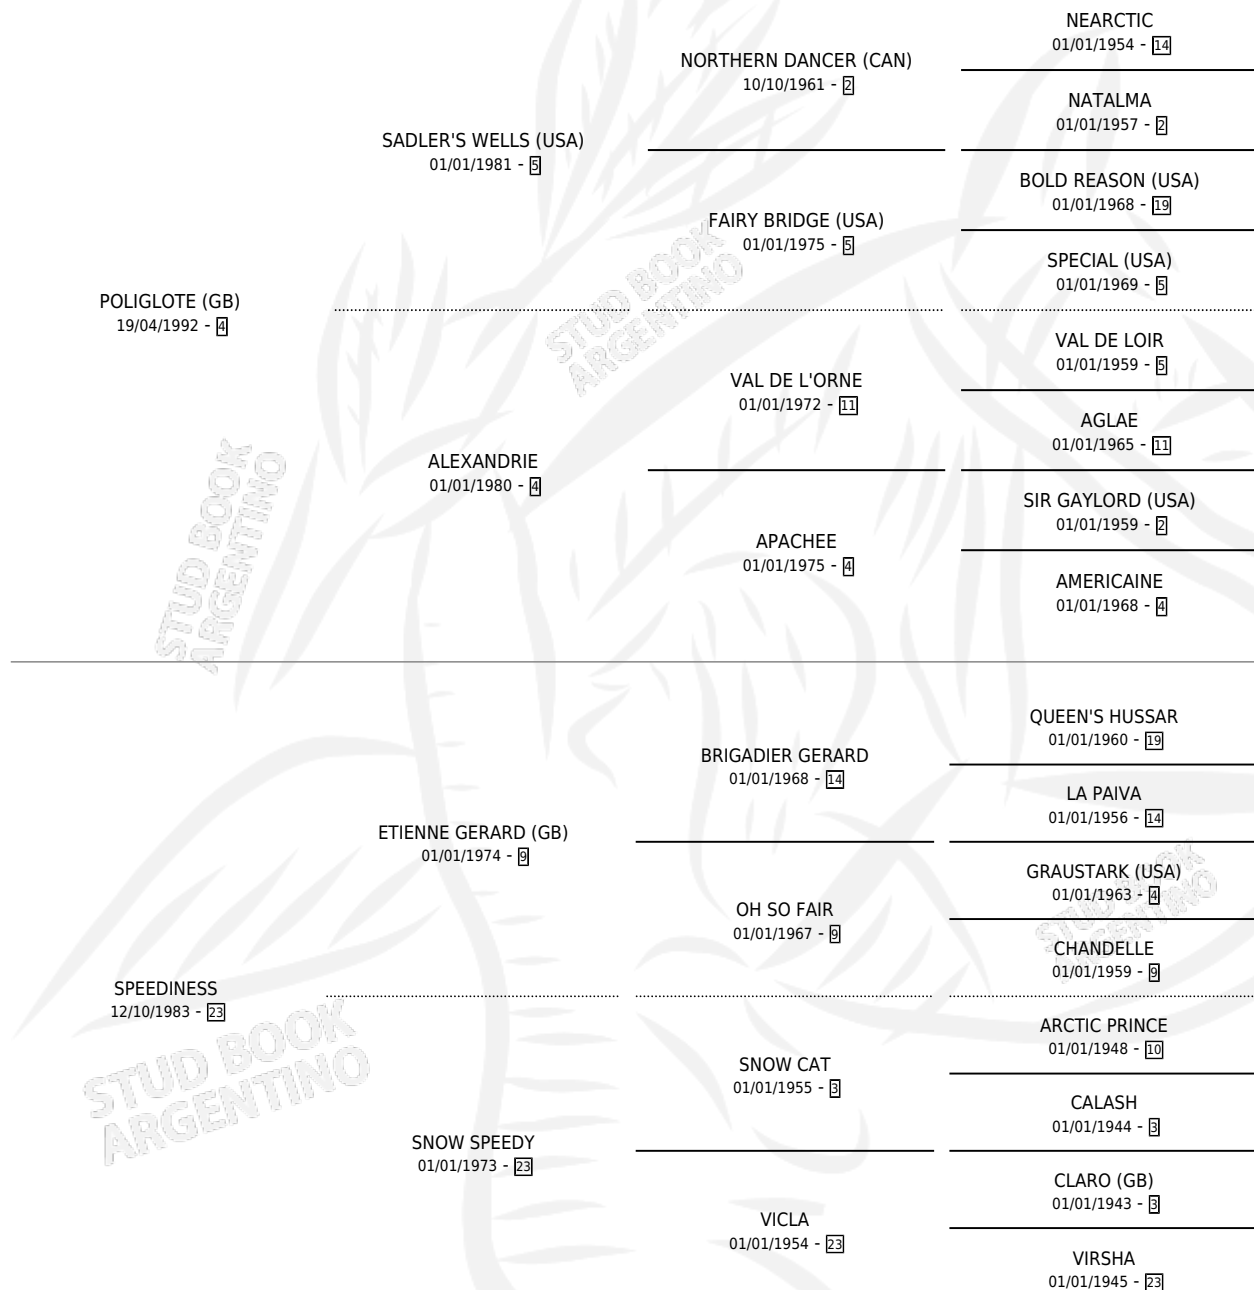 NEARCTIC
01/01/1954 - 14
NORTHERN DANCER (CAN)
10/10/1961 - 2
NATALMA
01/01/1957 - 2
SADLER'S WELLS (USA)
01/01/1981 - 5
BOLD REASON (USA)
01/01/1968 - 19
FAIRY BRIDGE (USA)
01/01/1975 - 5
SPECIAL (USA)
01/01/1969 - 5
STUD BOOK
ARGENTINO
POLIGLOTE (GB)
19/04/1992 - 4
VAL DE LOIR
01/01/1959 - 5
VAL DE L'ORNE
01/01/1972 - 11
AGLAE
01/01/1965 - 11
ALEXANDRIE
01/01/1980 - 4
SIR GAYLORD (USA)
01/01/1959 - 2
APACHEE
01/01/1975 - 4
AMERICAINE
01/01/1968 - 4
STUD BOOK
ARGENTINO
QUEEN'S HUSSAR
01/01/1960 - 19
BRIGADIER GERARD
01/01/1968 - 14
LA PAIVA
01/01/1956 - 14
ETIENNE GERARD (GB)
01/01/1974 - 9
GRAUSTARK (USA)
01/01/1963 - 4
OH SO FAIR
01/01/1967 - 9
CHANDELLE
01/01/1959 - 9
STUD BOOK
ARGENTINO
SPEEDINESS
12/10/1983 - 23
ARCTIC PRINCE
01/01/1948 - 10
SNOW CAT
01/01/1955 - 3
CALASH
01/01/1944 - 3
STUD BOOK
ARGENTINO
SNOW SPEEDY
01/01/1973 - 23
CLARO (GB)
01/01/1943 - 3
VICLA
01/01/1954 - 23
VIRSHA
01/01/1945 - 23